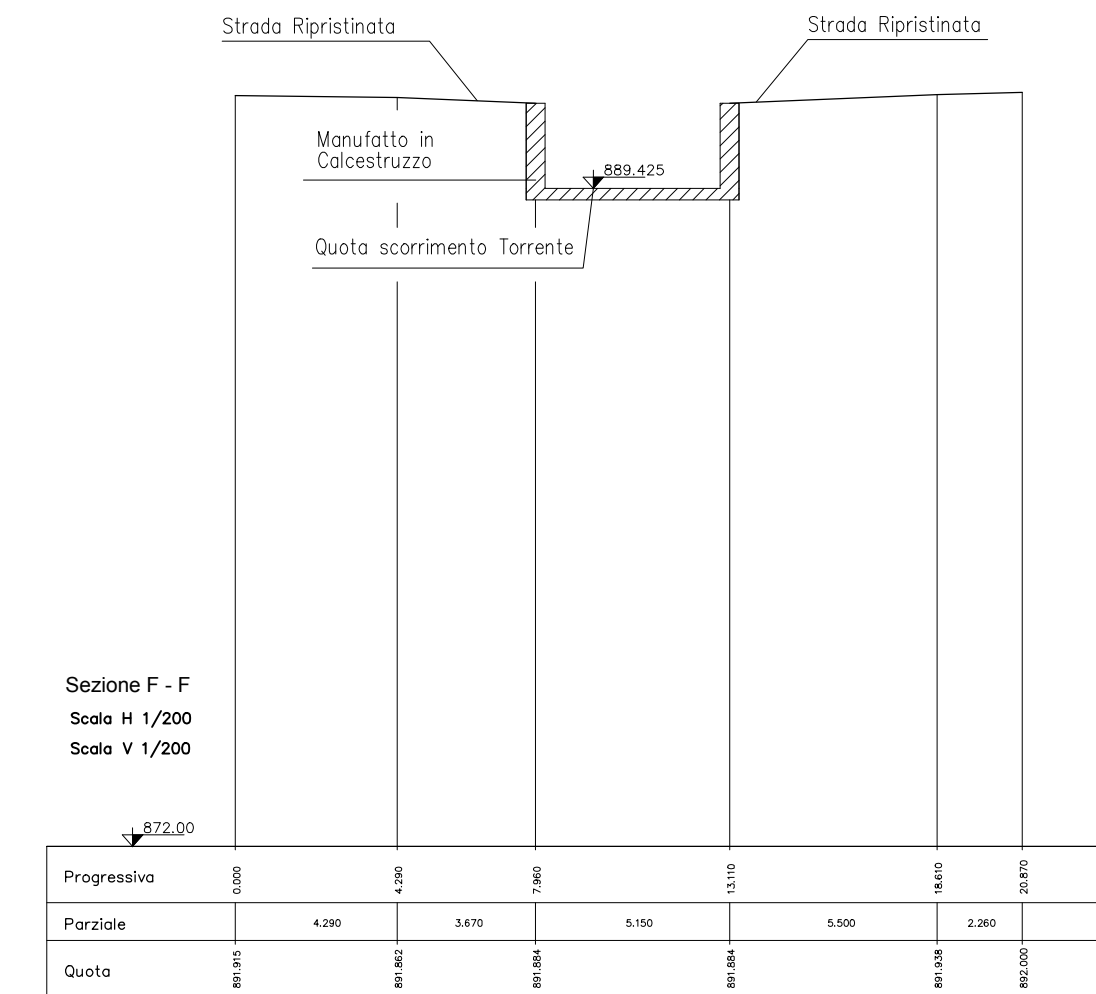 Strada Ripristinata
Strada Ripristinata
Manufatto in
Calcestruzzo
889.425
Quota scorrimento Torrente
Sezione F - F
Scala H 1/200
Scala V 1/200
872.00
Progressiva 0.000 4.290 7.960 13.110 18.610 20.870
Parziale 4.290 3.670 5.150 5.500 2.260
Quota 891.915 891.862 891.884 891.884 891.938 892.000